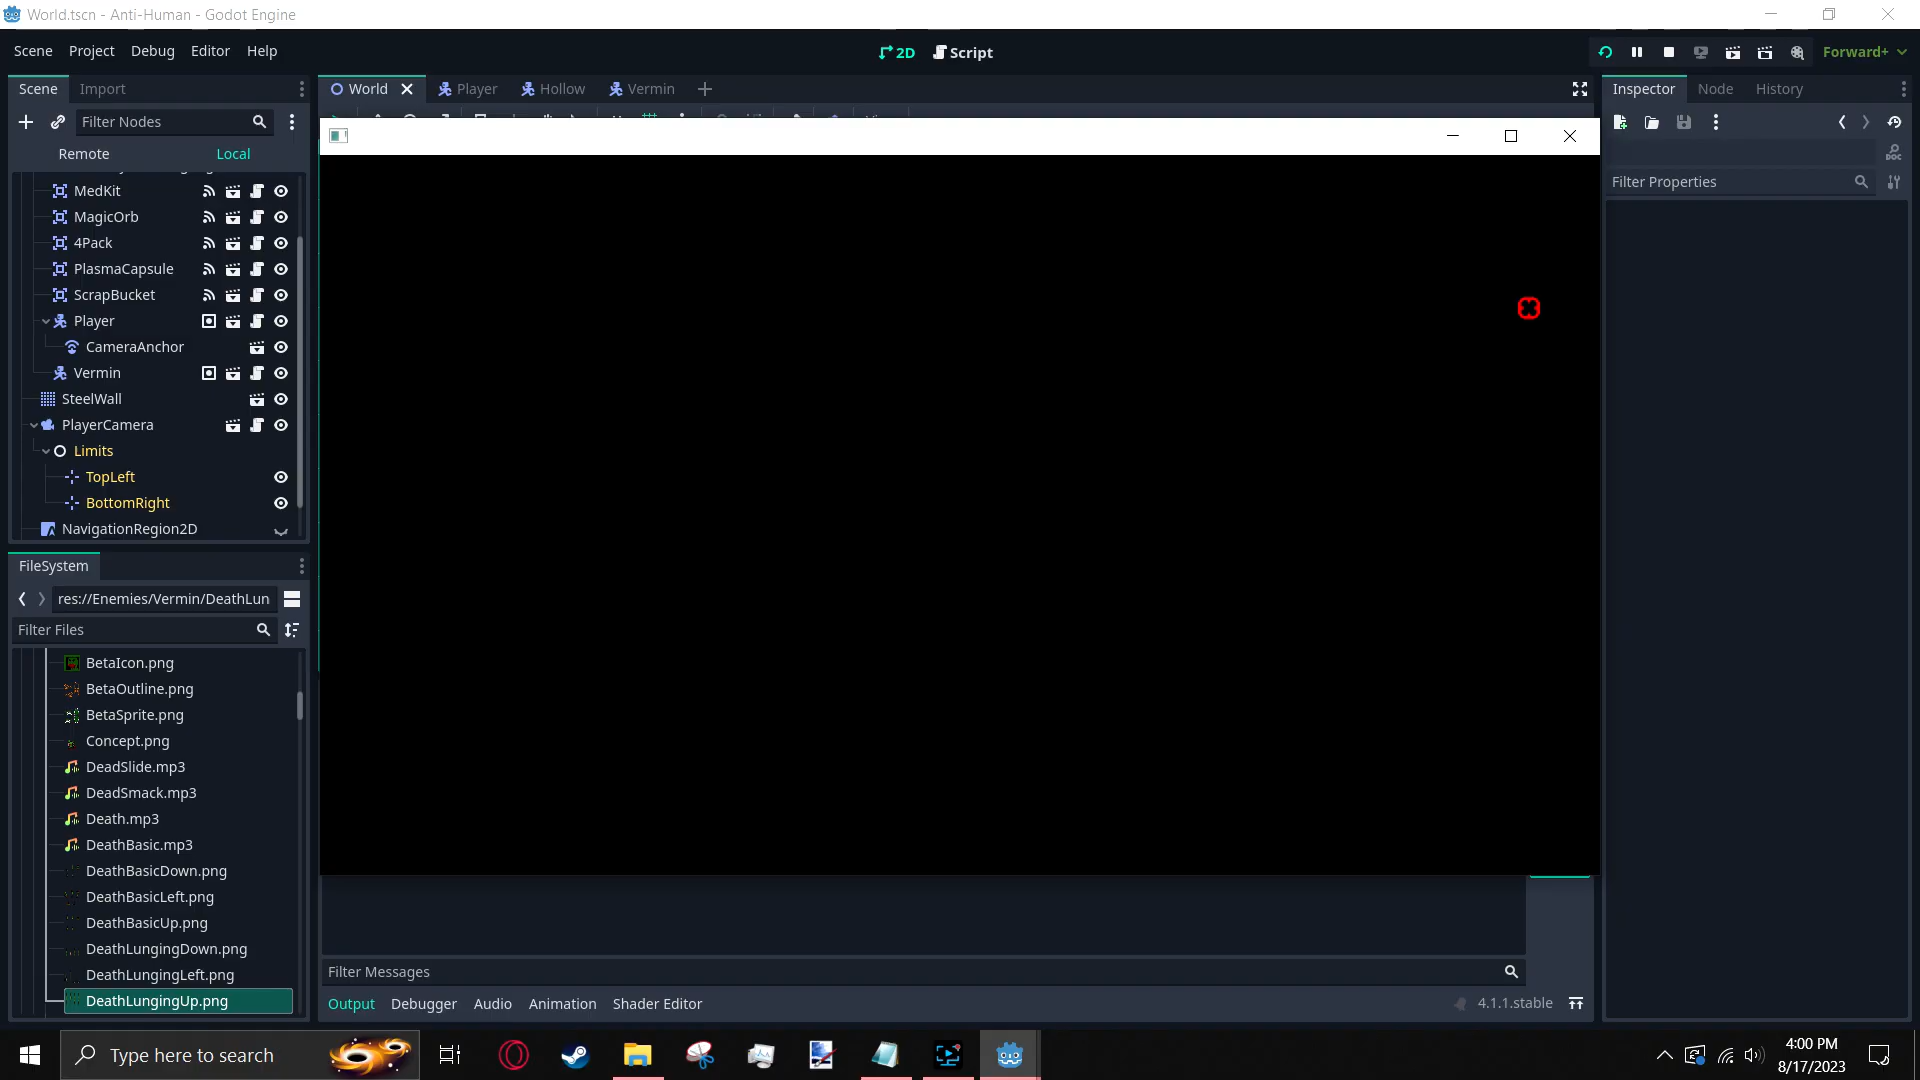 World.tscn - Anti-Human - Godot Engine
Scene Project Debug Editor Help
2D Script
Forward+
Scene Import
World Player Hollow Vermin
Inspector Node History
Filter Nodes
Remote Local
Filter Properties
MedKit
MagicOrb
4Pack
PlasmaCapsule
ScrapBucket
Player
CameraAnchor
Vermin
SteelWall
PlayerCamera
Limits
TopLeft
BottomRight
NavigationRegion2D
FileSystem
res://Enemies/Vermin/DeathLun
Filter Files
BetaIcon.png
BetaOutline.png
BetaSprite.png
Concept.png
DeadSlide.mp3
DeadSmack.mp3
Death.mp3
DeathBasic.mp3
DeathBasicDown.png
DeathBasicLeft.png
DeathBasicUp.png
DeathLungingDown.png
DeathLungingLeft.png
DeathLungingUp.png
Filter Messages
Output Debugger Audio Animation Shader Editor
4.1.1.stable
Type here to search
4:00 PM
8/17/2023